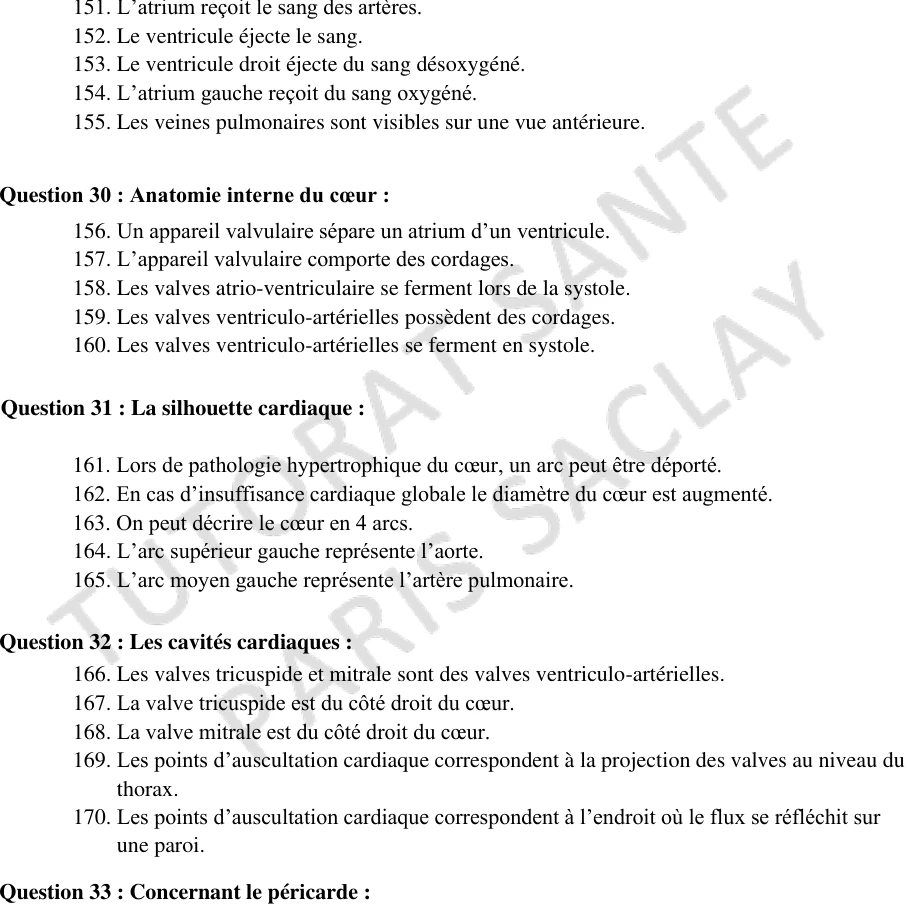 151. L’atrium reçoit le sang des artères.
152. Le ventricule éjecte le sang.
153. Le ventricule droit éjecte du sang désoxygéné.
154. L’atrium gauche reçoit du sang oxygéné.
155. Les veines pulmonaires sont visibles sur une vue antérieure.
Question 30 : Anatomie interne du cœur :
156. Un appareil valvulaire sépare un atrium d’un ventricule.
157. L’appareil valvulaire comporte des cordages.
158. Les valves atrio-ventriculaire se ferment lors de la systole.
159. Les valves ventriculo-artérielles possèdent des cordages.
160. Les valves ventriculo-artérielles se ferment en systole.
Question 31 : La silhouette cardiaque :
161. Lors de pathologie hypertrophique du cœur, un arc peut être déporté.
162. En cas d’insuffisance cardiaque globale le diamètre du cœur est augmenté.
163. On peut décrire le cœur en 4 arcs.
164. L’arc supérieur gauche représente l’aorte.
165. L’arc moyen gauche représente l’artère pulmonaire.
Question 32 : Les cavités cardiaques :
166. Les valves tricuspide et mitrale sont des valves ventriculo-artérielles.
167. La valve tricuspide est du côté droit du cœur.
168. La valve mitrale est du côté droit du cœur.
169. Les points d’auscultation cardiaque correspondent à la projection des valves au niveau du
thorax.
170. Les points d’auscultation cardiaque correspondent à l’endroit où le flux se réfléchit sur
une paroi.
Question 33 : Concernant le péricarde :
TUTORAT SANTE
PARIS SACLAY